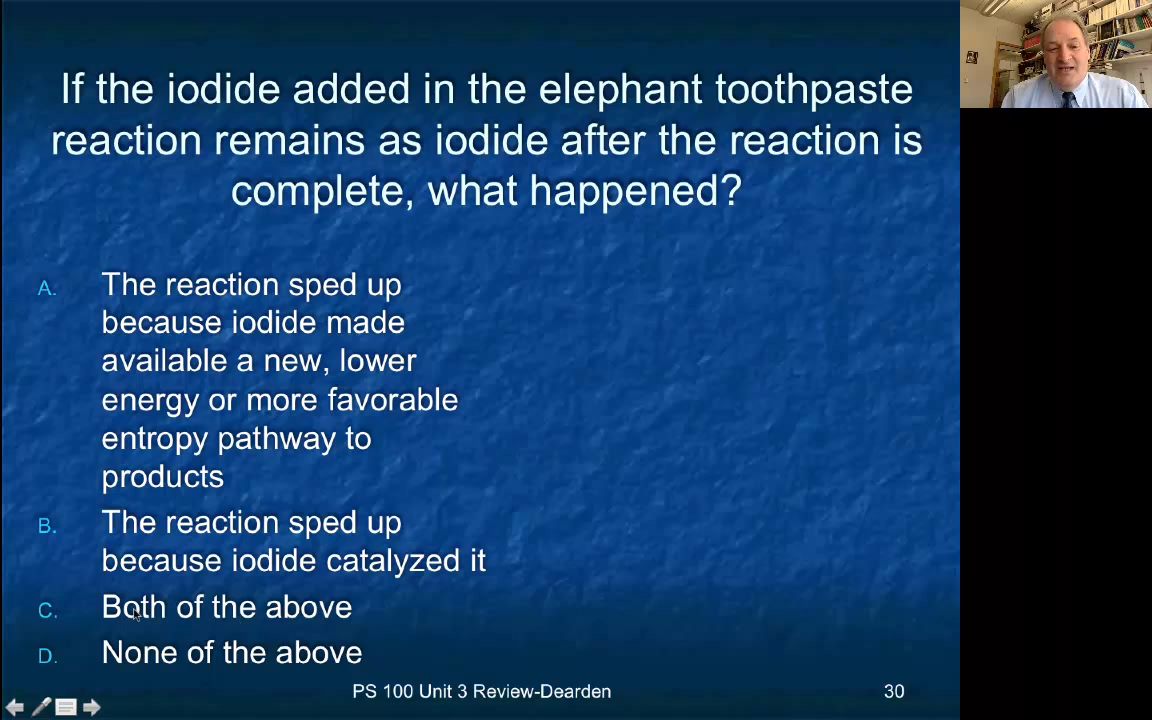 If the iodide added in the elephant toothpaste
reaction remains as iodide after the reaction is
complete, what happened?
A. The reaction sped up
because iodide made
available a new, lower
energy or more favorable
entropy pathway to
products
B. The reaction sped up
because iodide catalyzed it
C. Both of the above
D. None of the above
PS 100 Unit 3 Review-Dearden
30